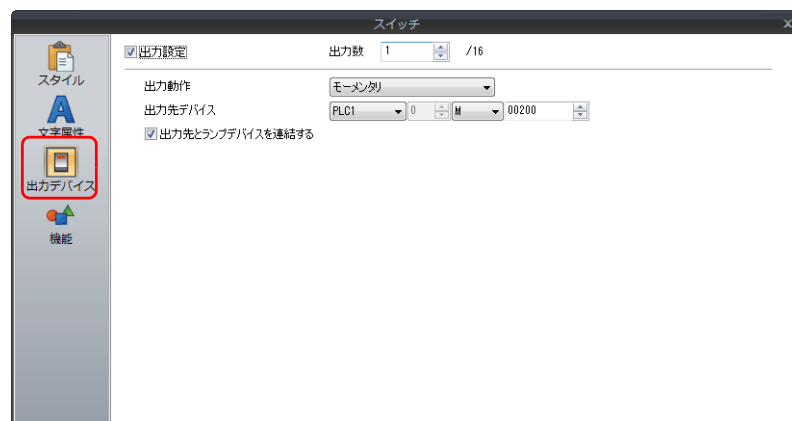 スイッチ
スタイル
文字属性
出力デバイス
機能
出力設定 出力数 1 /16
出力動作 モーメンタリ
出力先デバイス PLC1 0 M 00200
出力先とランプデバイスを連結する